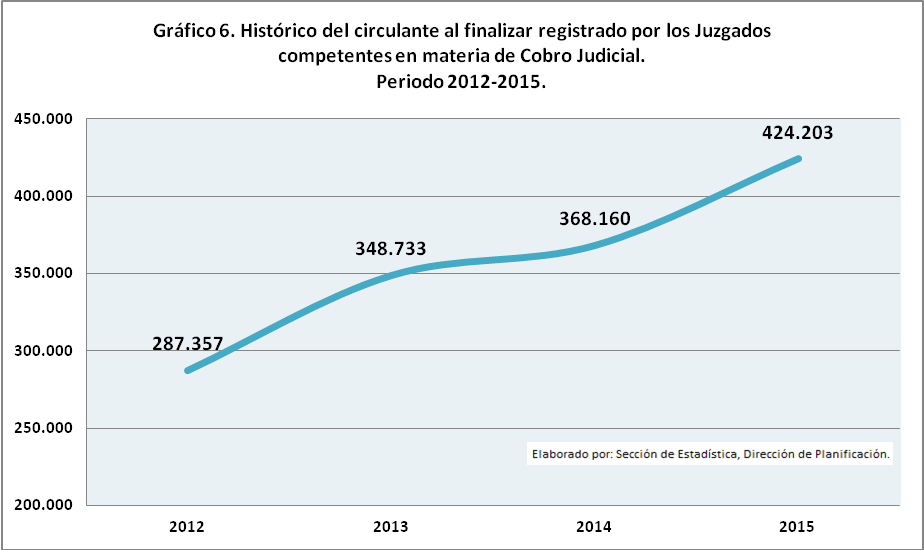 Gráfico 6. Histórico del circulante al finalizar registrado por los Juzgados
competentes en materia de Cobro Judicial.
Periodo 2012-2015.
450.000
424.203
400.000
368.160
348.733
350.000
287.357
300.000
250.000
Elaborado por: Sección de Estadística, Dirección de Planificación.
200.000
2012 2013 2014 2015